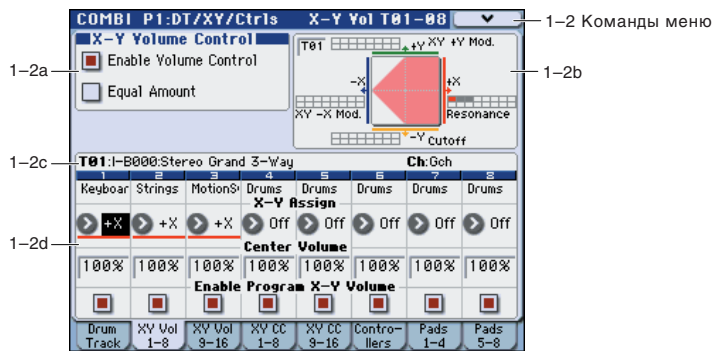 COMBI P1:DT/XY/Ctrls X-Y Vol T01-08
1–2 Команды меню
X-Y Volume Control
Enable Volume Control
Equal Amount
1–2a
T01
+Y XY +Y Mod.
-X
+X
XY -X Mod.
Resonance
-Y Cutoff
1–2b
1–2c
T01:I-B000:Stereo Grand 3-Way Ch:Gch
1 2 3 4 5 6 7 8
Keyboar Strings MotionS Drums Drums Drums Drums Drums
X-Y Assign
+X +X +X Off Off Off Off Off
1–2d
Center Volume
100% 100% 100% 100% 100% 100% 100% 100%
Enable Program X-Y Volume
Drum Track XY Vol 1-8 XY Vol 9-16 XY CC 1-8 XY CC 9-16 Contro-llers Pads 1-4 Pads 5-8